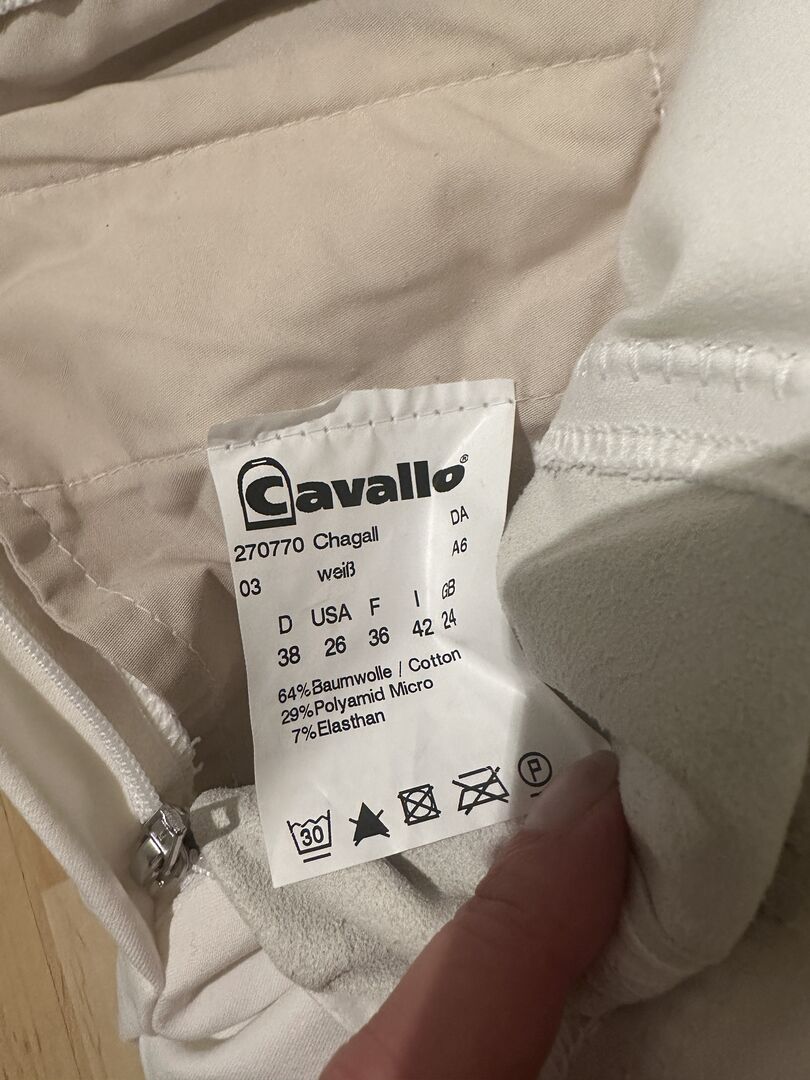 Cavallo®
270770 Chagall DA
03 weiß A6
D USA F I GB
38 26 36 42 24
64%Baumwolle / Cotton
29%Polyamid Micro
7%Elasthan
30 P